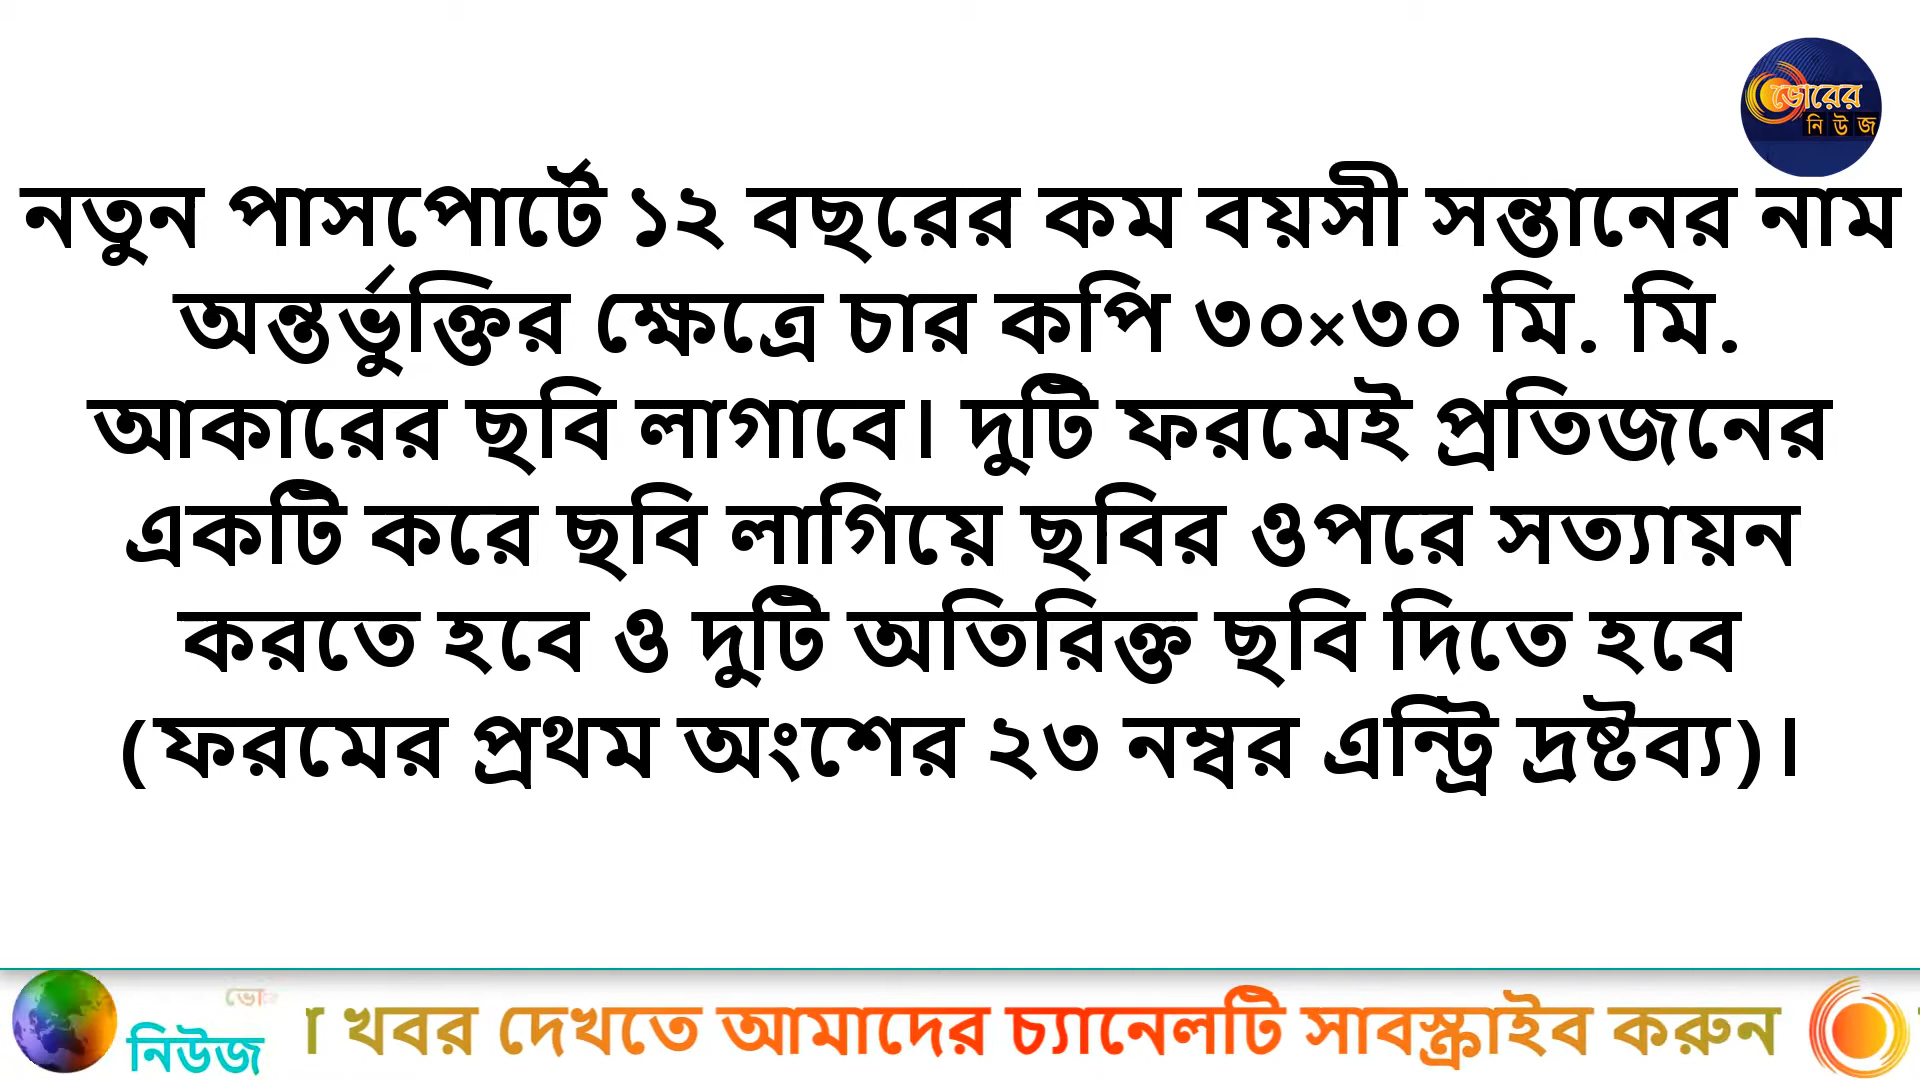 ভোরের
নিউজ
নতুন পাসপোর্টে ১২ বছরের কম বয়সী সন্তানের নাম
অন্তর্ভুক্তির ক্ষেত্রে চার কপি ৩০×৩০ মি. মি.
আকারের ছবি লাগাবে। দুটি ফরমেই প্রতিজনের
একটি করে ছবি লাগিয়ে ছবির ওপরে সত্যায়ন
করতে হবে ও দুটি অতিরিক্ত ছবি দিতে হবে
(ফরমের প্রথম অংশের ২৩ নম্বর এন্ট্রি দ্রষ্টব্য)।
নিউজ
খবর দেখতে আমাদের চ্যানেলটি সাবস্ক্রাইব করুন